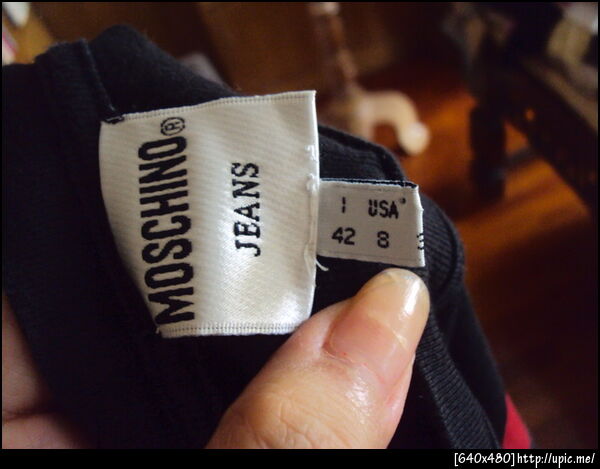 MOSCHINO®
JEANS
I USA
42 8
[640x480]http://upic.me/